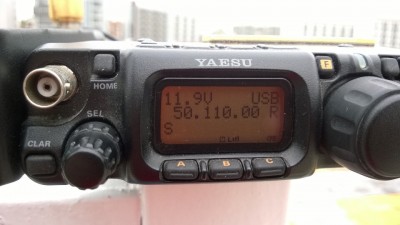 YAESU
HOME
F
11.9V USB
50.110.00 R
S
SEL
CLAR
A B C